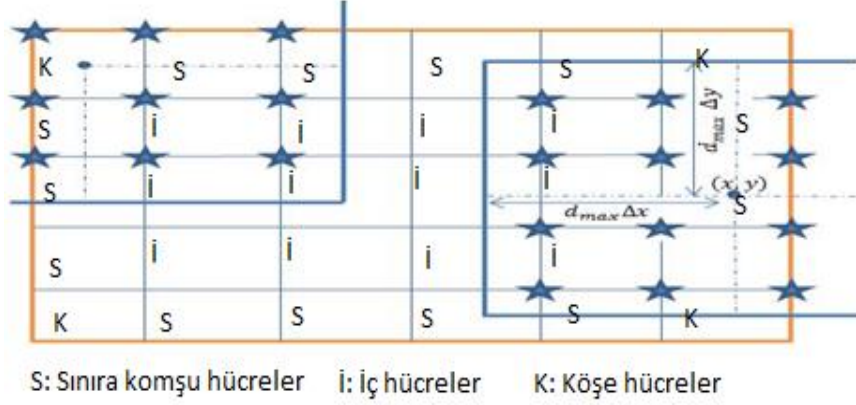 K S S S S K
S İ İ İ İ S
S İ İ İ İ (x, y) S
d_max Δy
d_max Δx
S İ İ İ İ
K S S S S K
S: Sınıra komşu hücreler İ: İç hücreler K: Köşe hücreler